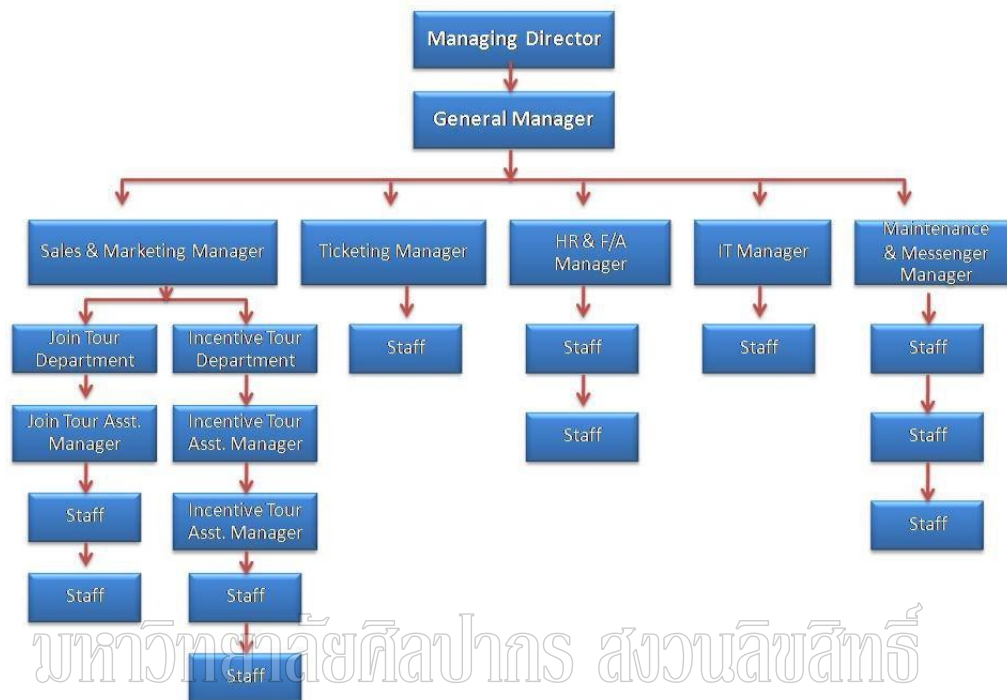 Managing Director
General Manager
Sales & Marketing Manager
Ticketing Manager
HR & F/A
Manager
IT Manager
Maintenance
& Messenger
Manager
Join Tour
Department
Incentive Tour
Department
Staff
Staff
Staff
Staff
Join Tour Asst.
Manager
Incentive Tour
Asst. Manager
Staff
Staff
Staff
Incentive Tour
Asst. Manager
Staff
Staff
Staff
มหาวิทยาลัยศิลปากร สงวนลิขสิทธิ์
Staff